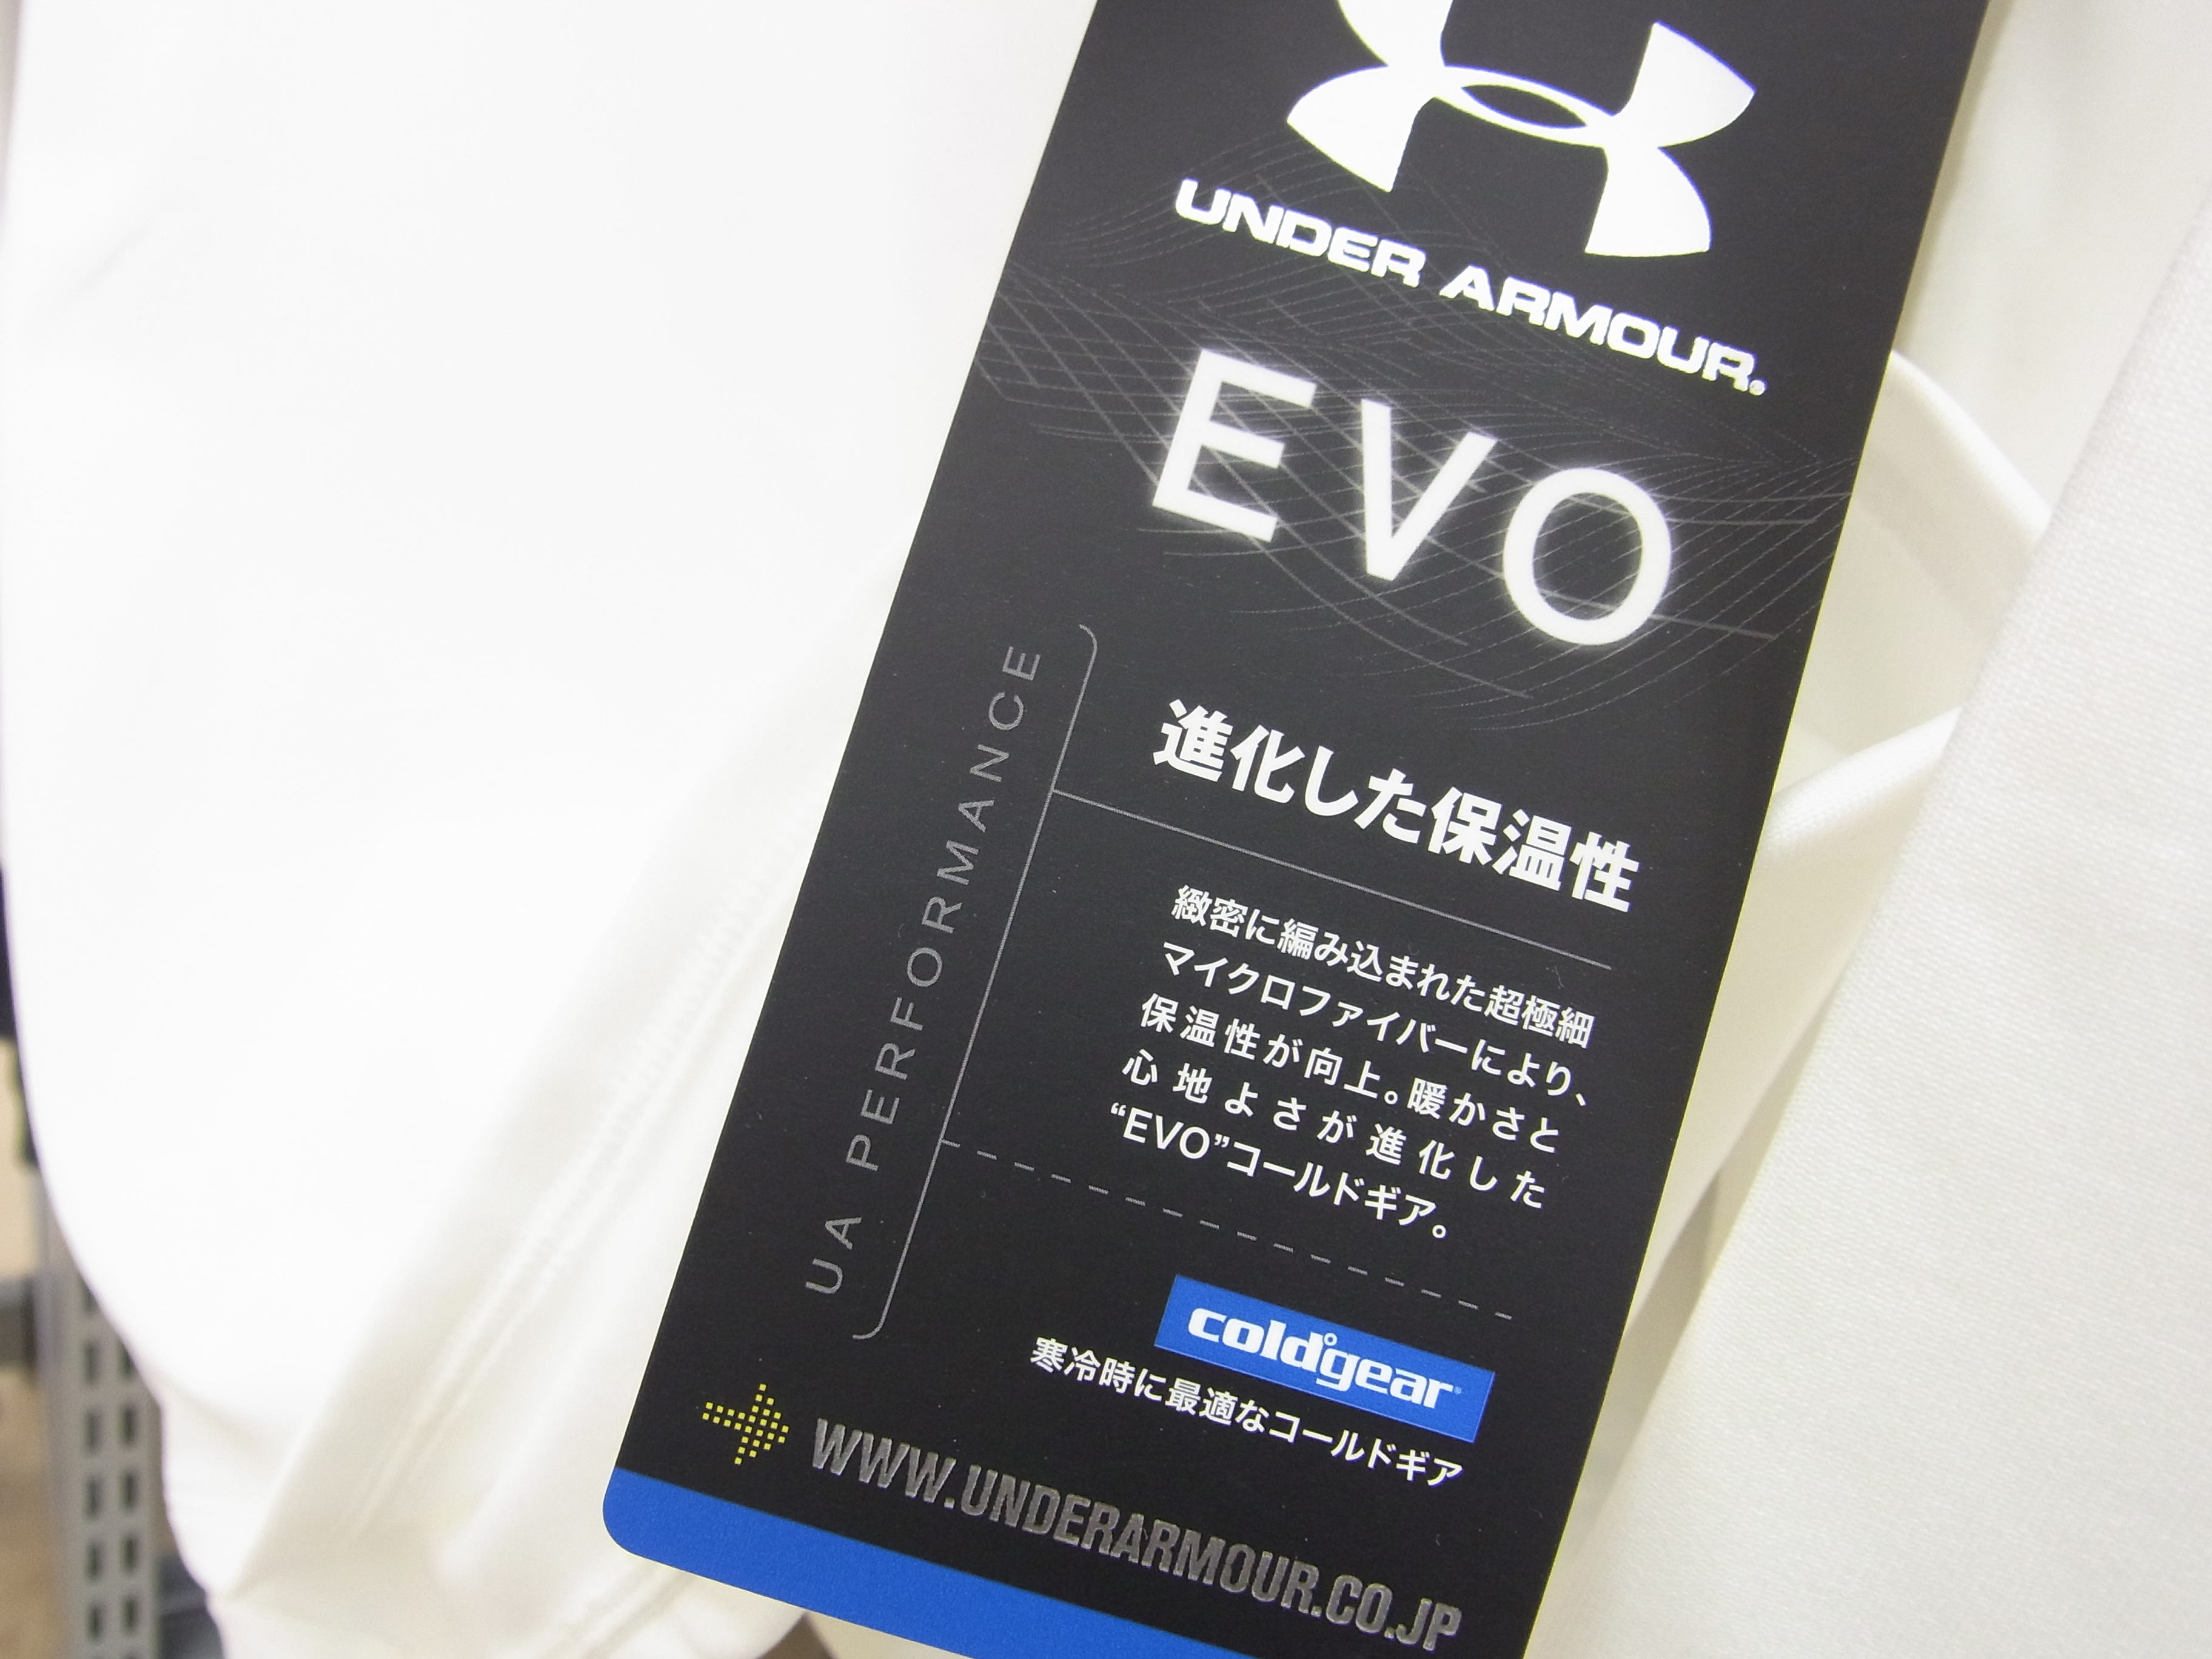 UNDER ARMOUR®
EVO
進化した保温性
緻密に編み込まれた超極細
マイクロファイバーにより、
保温性が向上。暖かさと
心地よさが進化した
“EVO”コールドギア。
UA PERFORMANCE
coldgear®
寒冷時に最適なコールドギア
WWW.UNDERARMOUR.CO.JP